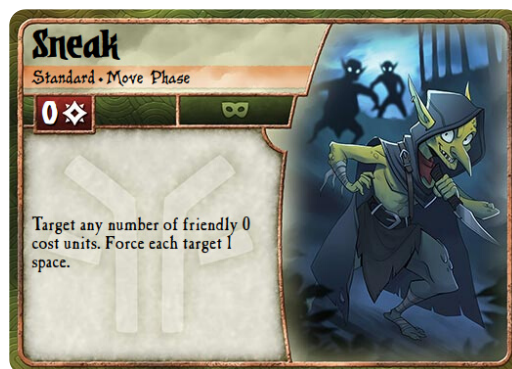 Sneak
Standard • Move Phase
0
Target any number of friendly 0
cost units. Force each target 1
space.